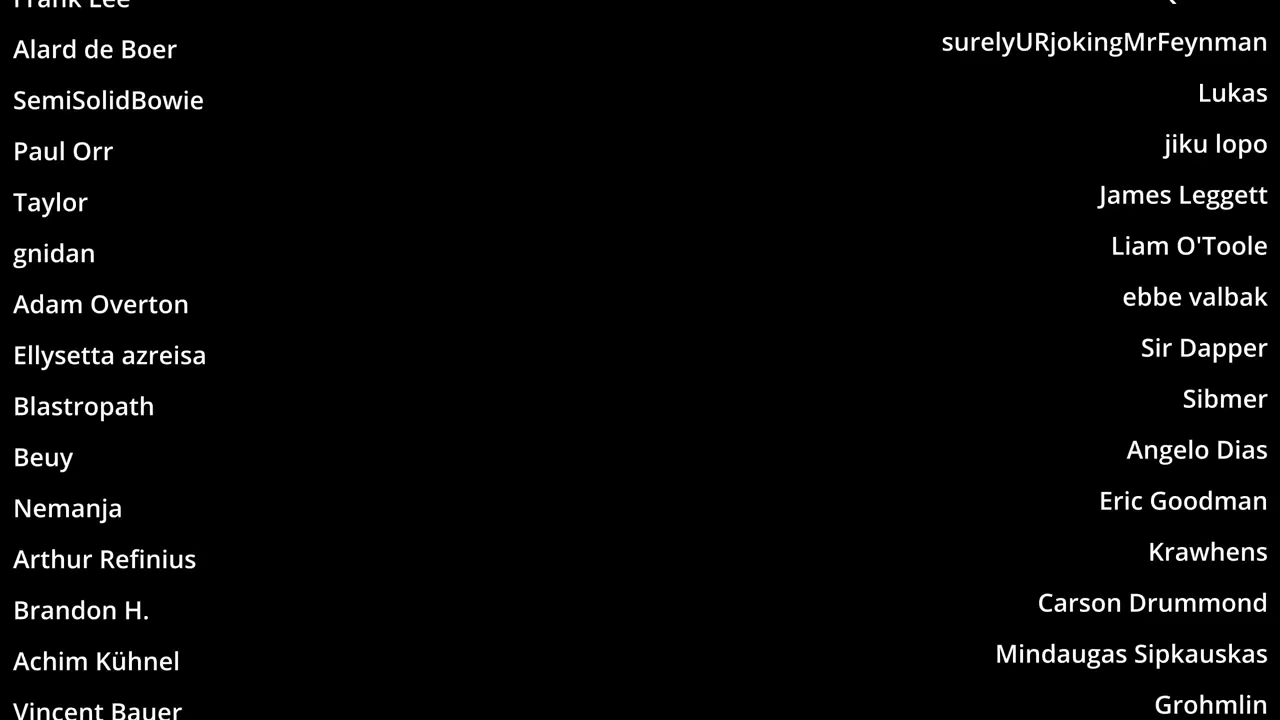 Frank Lee
Alard de Boer
SemiSolidBowie
Paul Orr
Taylor
gnidan
Adam Overton
Ellysetta azreisa
Blastropath
Beuy
Nemanja
Arthur Refinius
Brandon H.
Achim Kühnel
Vincent Bauer
surelyURjokingMrFeynman
Lukas
jiku lopo
James Leggett
Liam O'Toole
ebbe valbak
Sir Dapper
Sibmer
Angelo Dias
Eric Goodman
Krawhens
Carson Drummond
Mindaugas Sipkauskas
Grohmlin